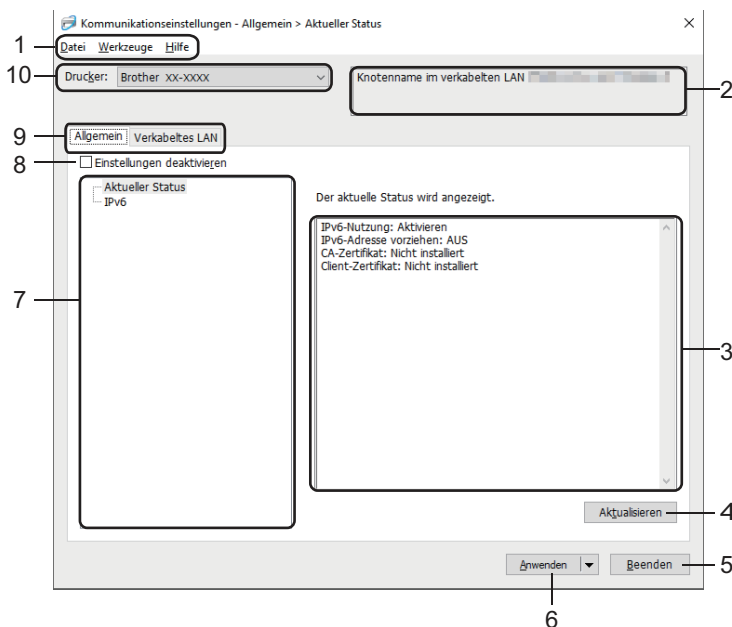 Kommunikationseinstellungen - Allgemein > Aktueller Status
1
Datei Werkzeuge Hilfe
10
Drucker: Brother XX-XXXX
Knotenname im verkabelten LAN
2
9
Allgemein Verkabeltes LAN
8
Einstellungen deaktivieren
Aktueller Status
IPv6
Der aktuelle Status wird angezeigt.
IPv6-Nutzung: Aktivieren
IPv6-Adresse vorziehen: AUS
CA-Zertifikat: Nicht installiert
Client-Zertifikat: Nicht installiert
7
3
Aktualisieren
4
Anwenden
Beenden
5
6